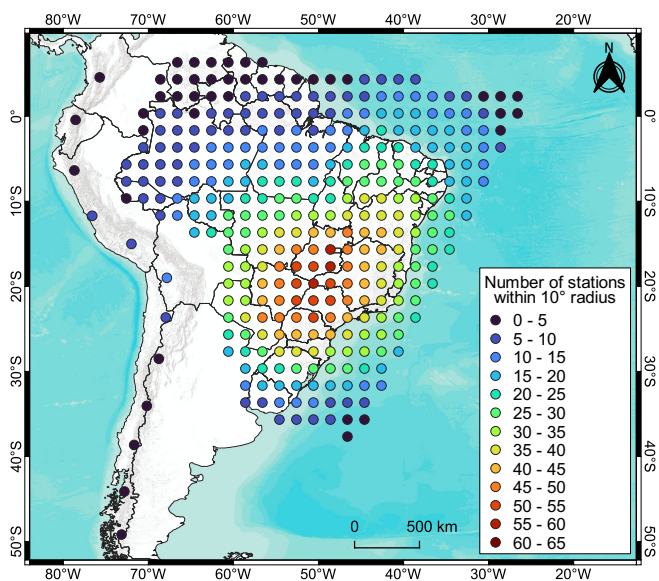 80°W 70°W 60°W 50°W 40°W 30°W 20°W
N
0° 0°
10°S 10°S
20°S 20°S
30°S 30°S
40°S 40°S
50°S 50°S
Number of stations
within 10° radius
0 - 5
5 - 10
10 - 15
15 - 20
20 - 25
25 - 30
30 - 35
35 - 40
40 - 45
45 - 50
50 - 55
55 - 60
60 - 65
0 500 km
80°W 70°W 60°W 50°W 40°W 30°W 20°W